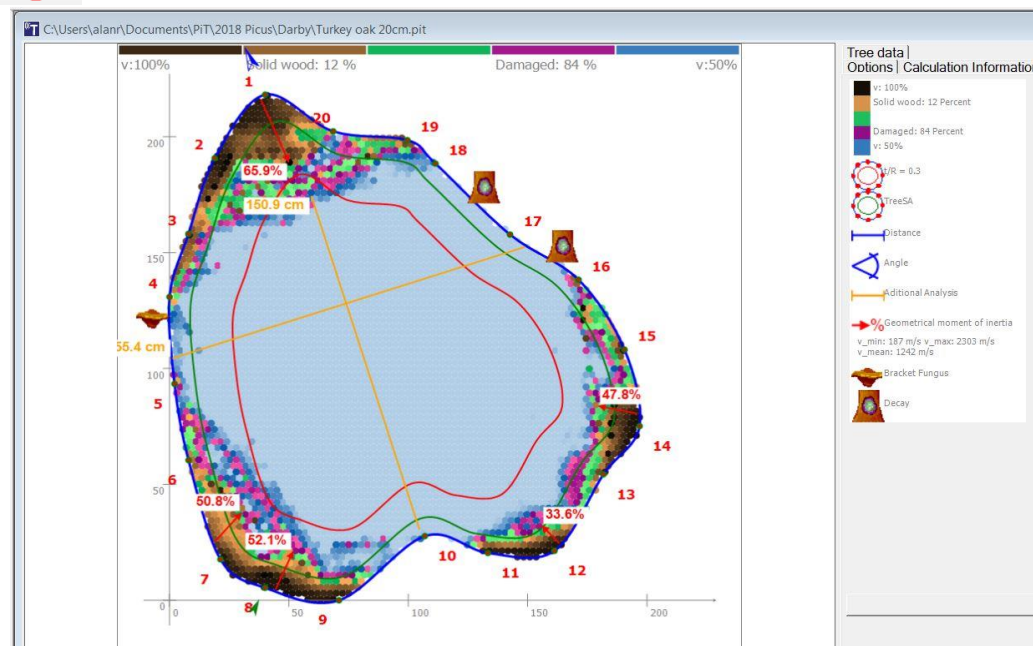 C:\Users\alanr\Documents\PiT\2018 Picus\Darby\Turkey oak 20cm.pit
v:100%
Solid wood: 12 %
Damaged: 84 %
v:50%
1
20
19
18
2
65.9%
150.9 cm
17
3
16
4
15
55.4 cm
47.8%
5
14
6
13
50.8%
33.6%
52.1%
10
12
7
11
8
9
200
150
100
50
0
0
50
100
150
200
Tree data |
Options | Calculation Information
v: 100%
Solid wood: 12 Percent
Damaged: 84 Percent
v: 50%
t/R = 0.3
TreeSA
Distance
Angle
Aditional Analysis
% Geometrical moment of inertia
v_min: 187 m/s v_max: 2303 m/s
v_mean: 1242 m/s
Bracket Fungus
Decay